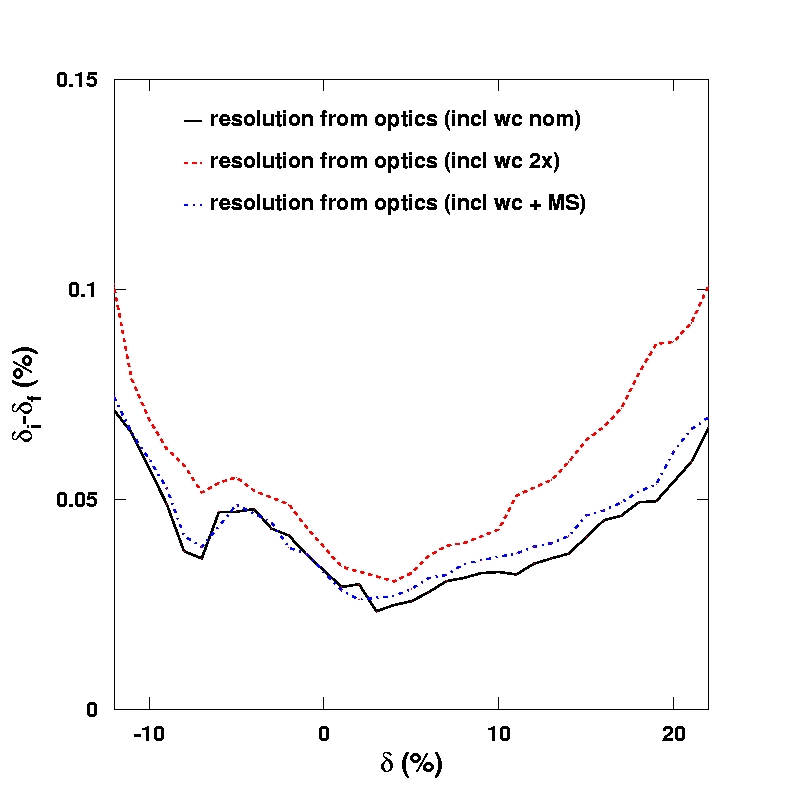 0.15
resolution from optics (incl wc nom)
resolution from optics (incl wc 2x)
resolution from optics (incl wc + MS)
0.1
δi-δf (%)
0.05
0
-10 0 10 20
δ (%)